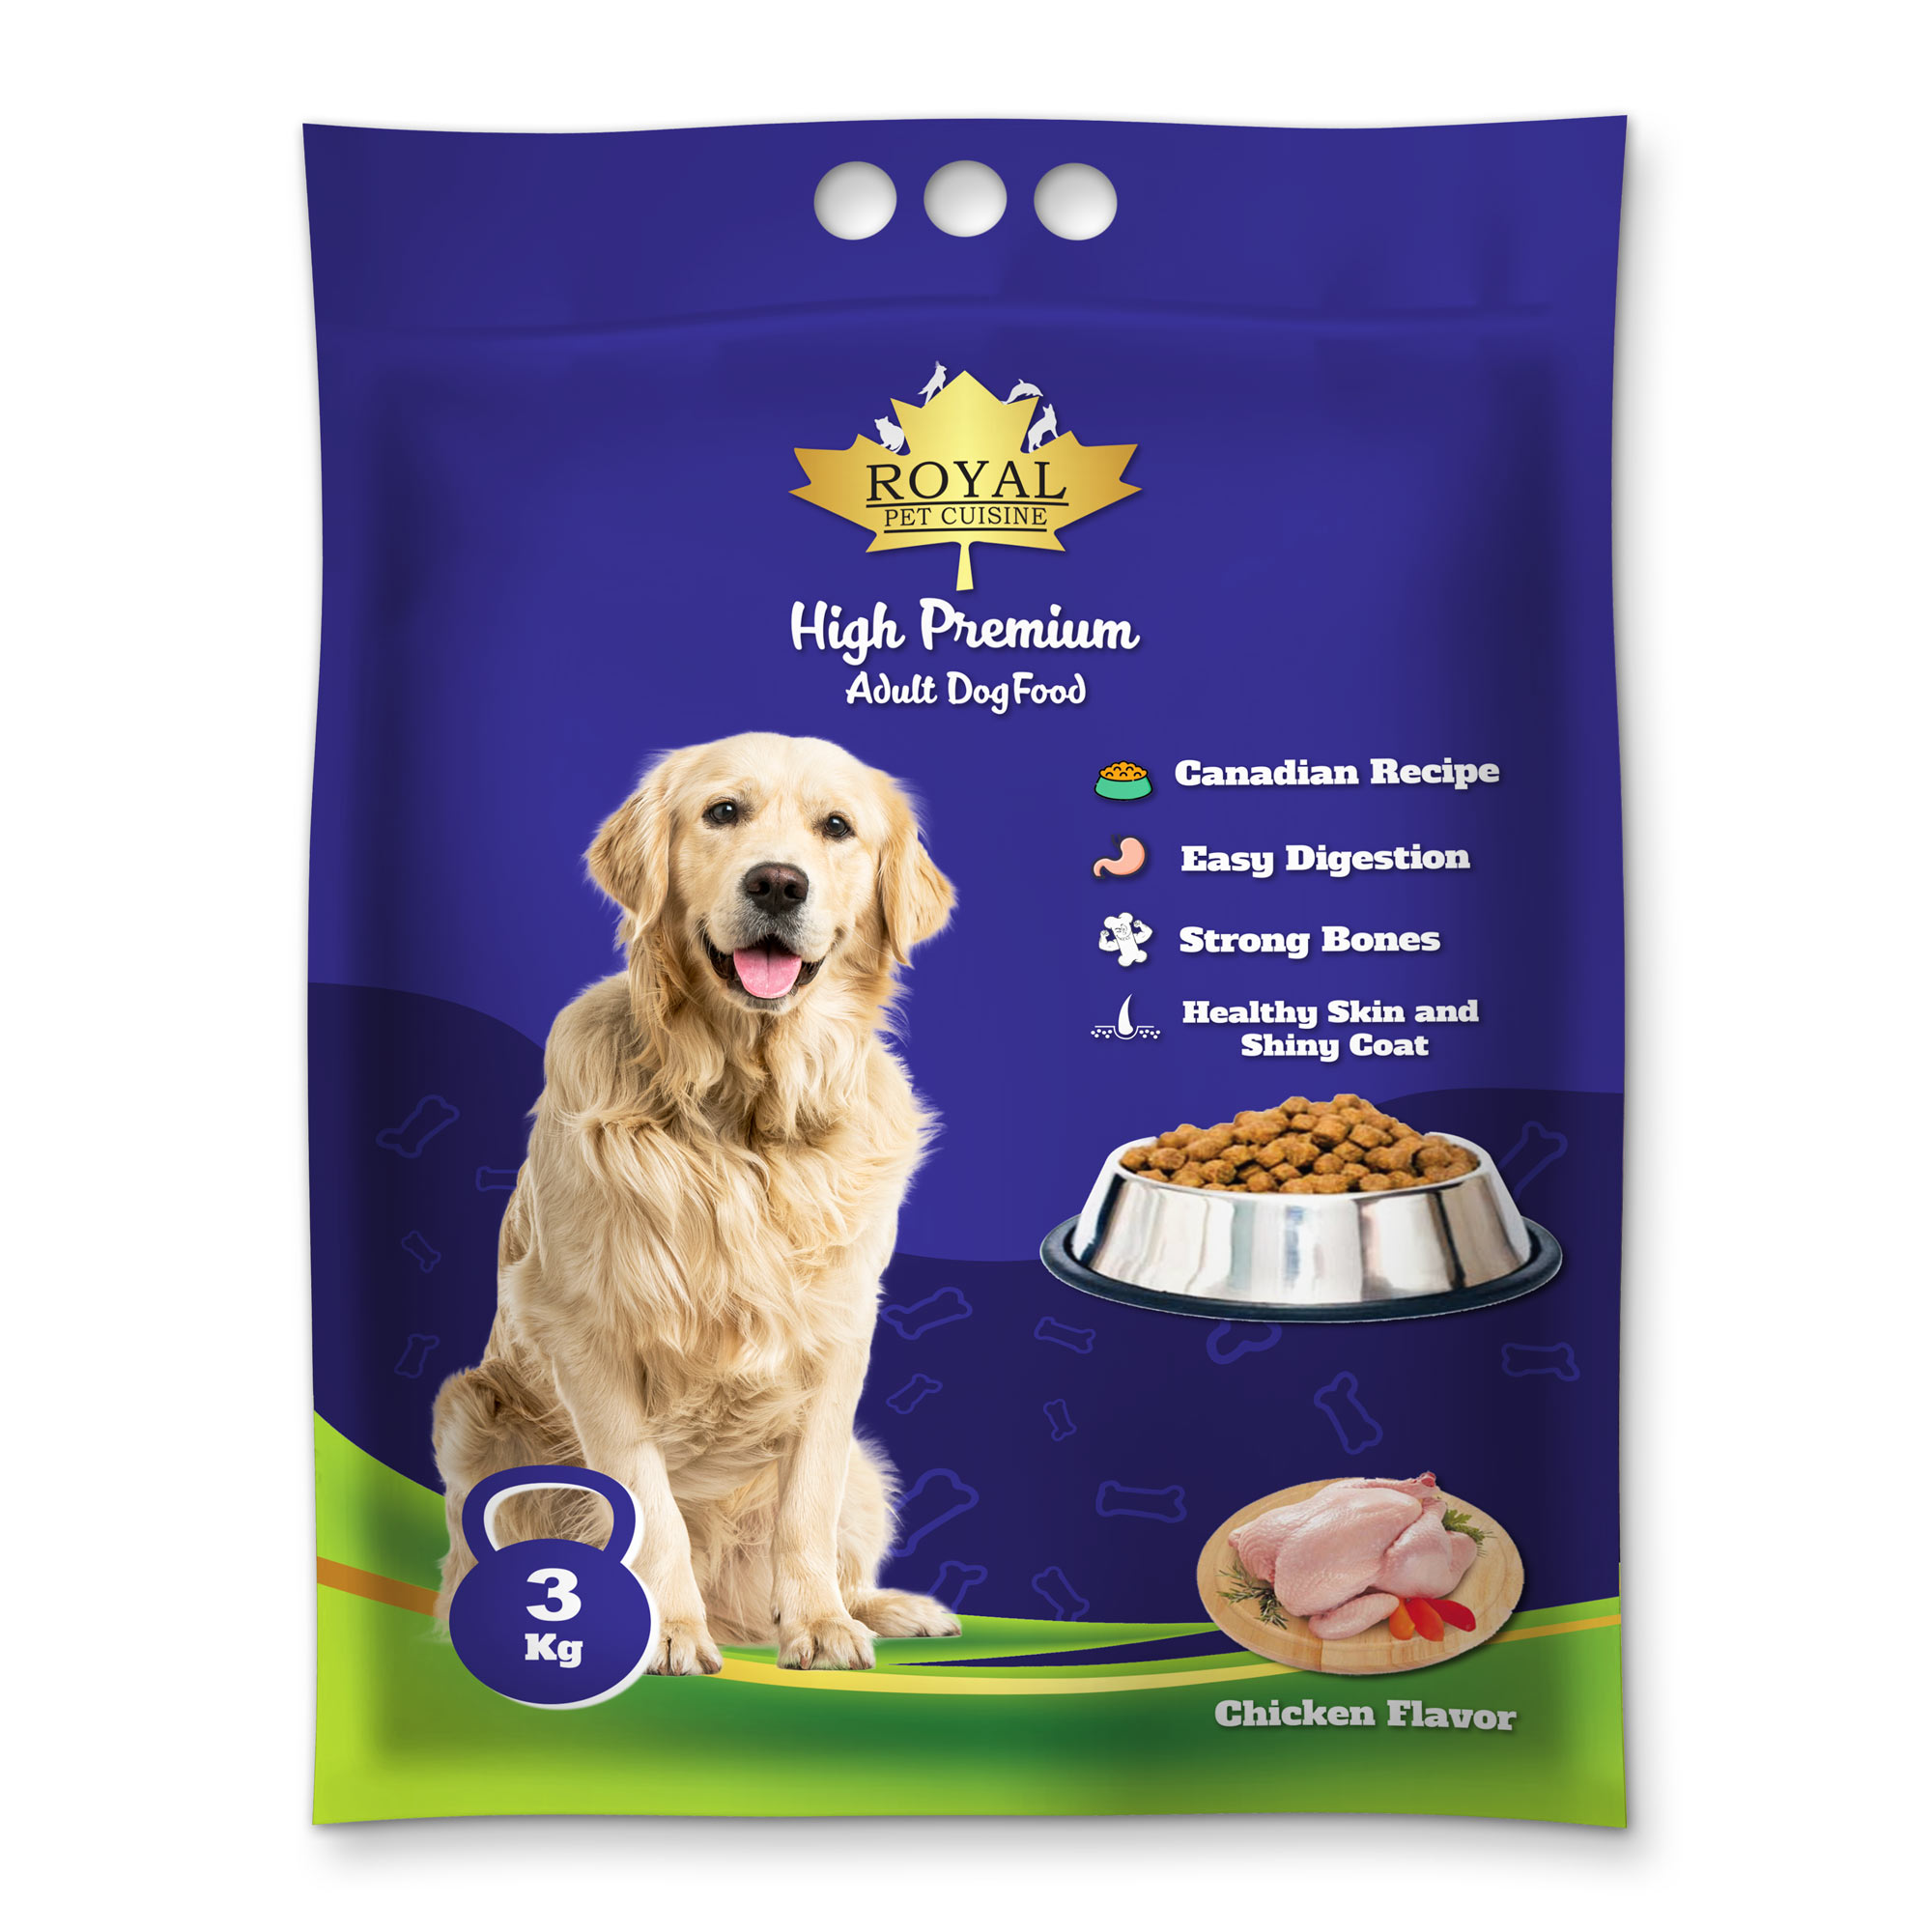 ROYAL
PET CUISINE
High Premium
Adult Dog Food
Canadian Recipe
Easy Digestion
Strong Bones
Healthy Skin and
Shiny Coat
3
Kg
Chicken Flavor